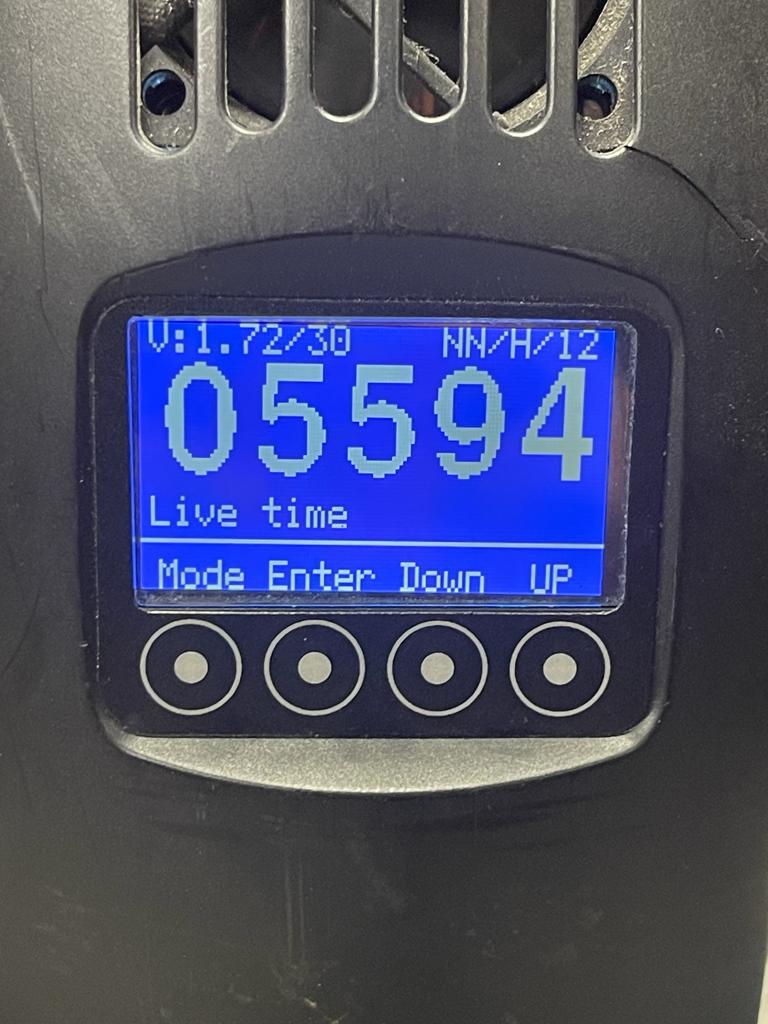 V:1.72/30 NN/H/12
05594
Live time
Mode Enter Down UP